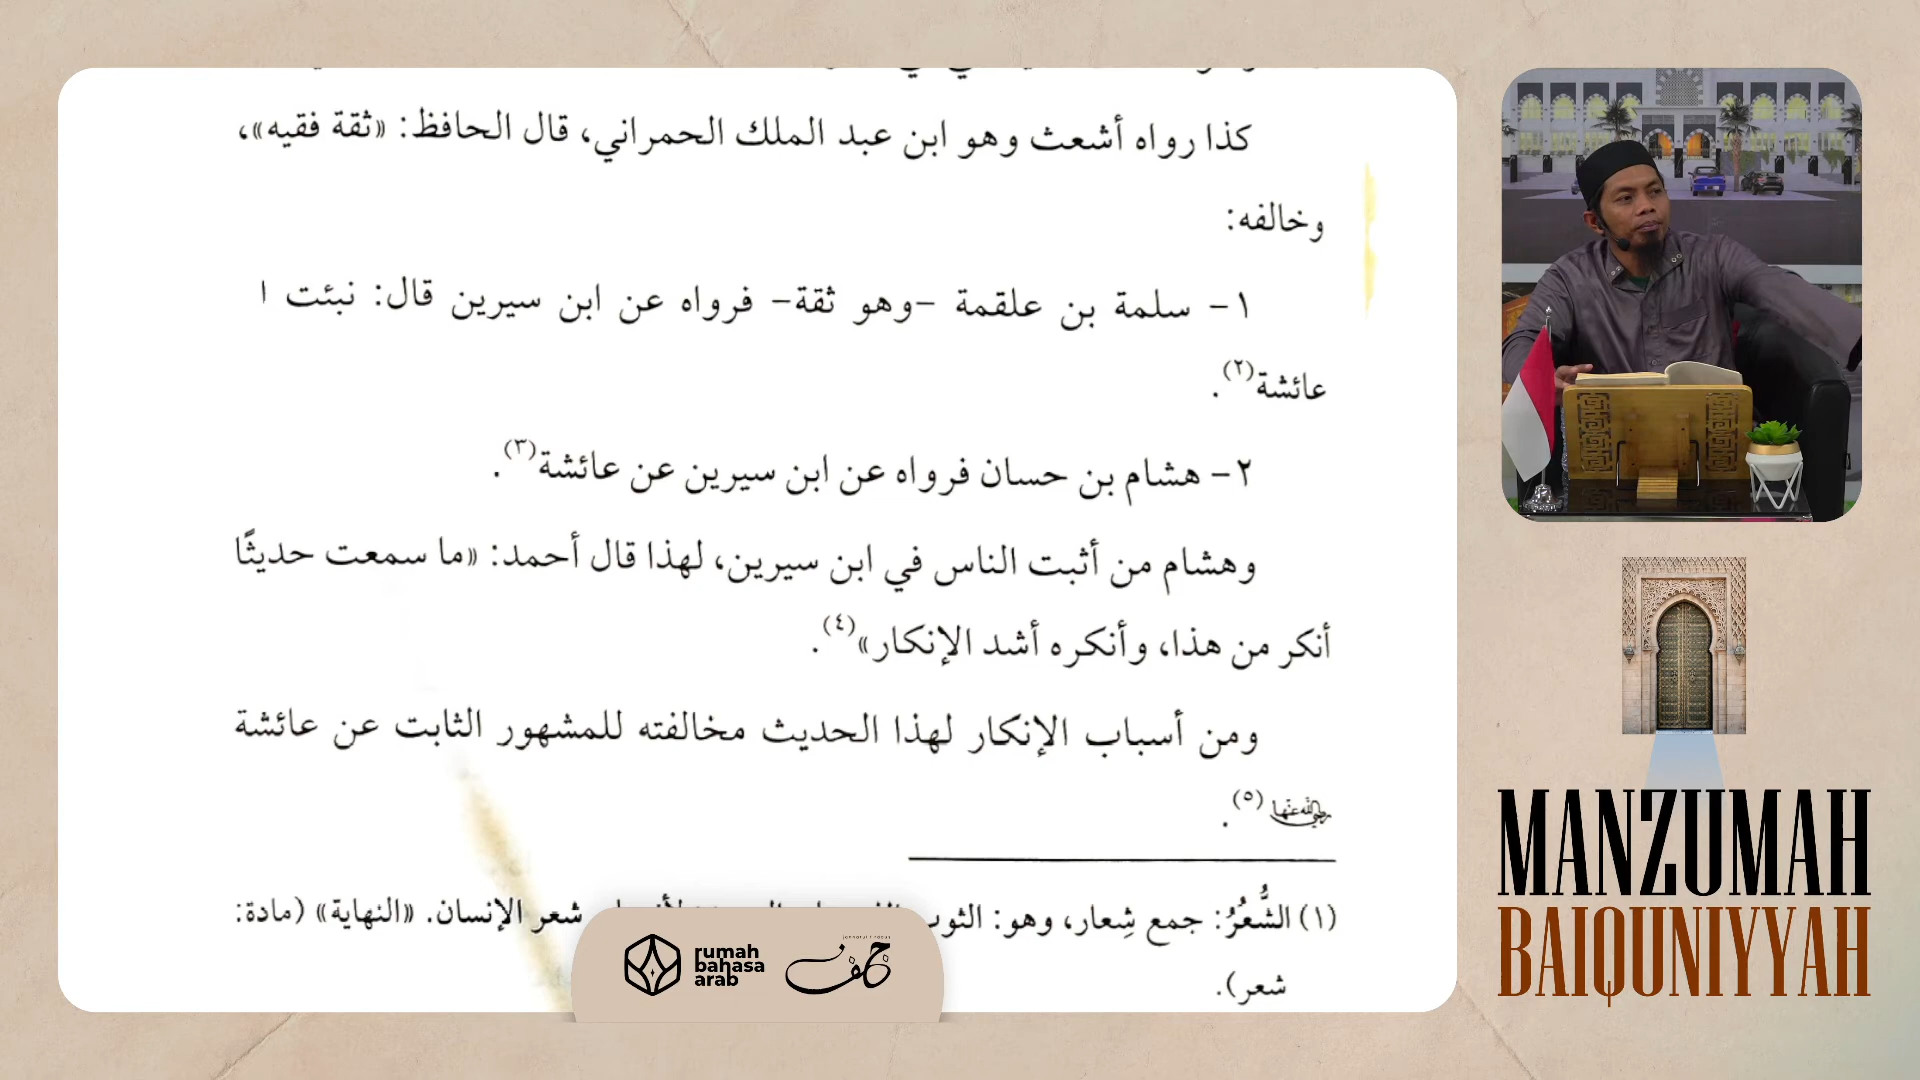 كذا رواه أشعث وهو ابن عبد الملك الحمراني، قال الحافظ: «ثقة فقيه»،
وخالفه:
١- سلمة بن علقمة -وهو ثقة- فرواه عن ابن سيرين قال: نبئت ا
عائشة(٢).
٢- هشام بن حسان فرواه عن ابن سيرين عن عائشة(٣).
وهشام من أثبت الناس في ابن سيرين، لهذا قال أحمد: «ما سمعت حديثًا
أنكر من هذا، وأنكره أشد الإنكار»(٤).
ومن أسباب الإنكار لهذا الحديث مخالفته للمشهور الثابت عن عائشة
رضي الله عنها(٥).
(١) الشُّعُرُ: جمع شِعار، وهو: الثوب شعر الإنسان. «النهاية» (مادة:
شعر).
rumah
bahasa
arab
MANZUMAH
BAIQUNIYYAH